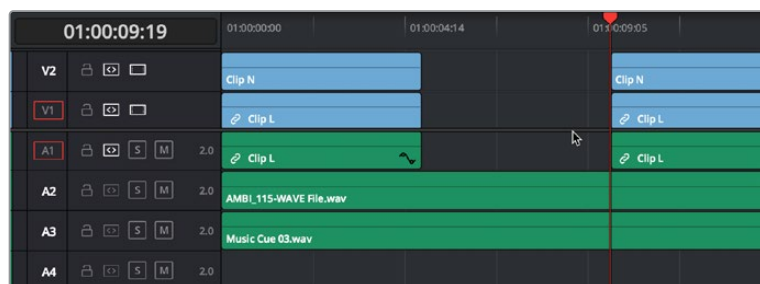 01:00:09:19 01:00:00:00 01:00:04:14 01:00:09:05
V2 Clip N Clip N
V1 Clip L Clip L
A1 S M 2.0 Clip L Clip L
A2 S M 2.0 AMBI_115-WAVE File.wav
A3 S M 2.0 Music Cue 03.wav
A4 S M 2.0